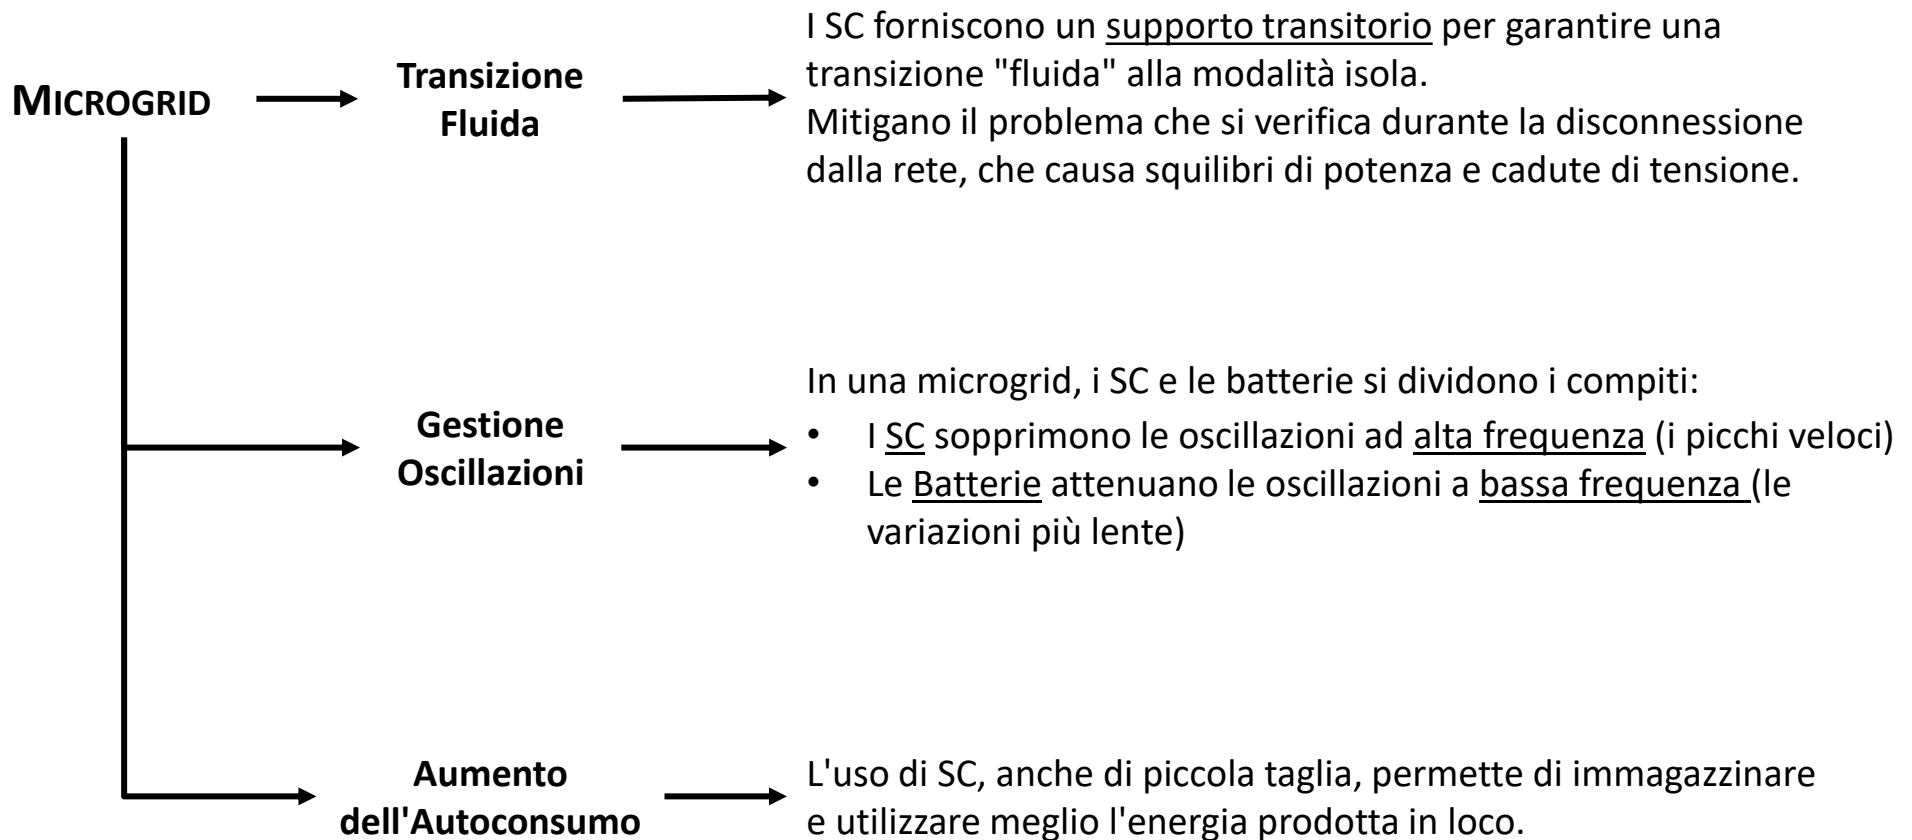 MICROGRID
Transizione
Fluida
I SC forniscono un supporto transitorio per garantire una
transizione "fluida" alla modalità isola.
Mitigano il problema che si verifica durante la disconnessione
dalla rete, che causa squilibri di potenza e cadute di tensione.
Gestione
Oscillazioni
In una microgrid, i SC e le batterie si dividono i compiti:
• I SC sopprimono le oscillazioni ad alta frequenza (i picchi veloci)
• Le Batterie attenuano le oscillazioni a bassa frequenza (le
variazioni più lente)
Aumento
dell'Autoconsumo
L'uso di SC, anche di piccola taglia, permette di immagazzinare
e utilizzare meglio l'energia prodotta in loco.